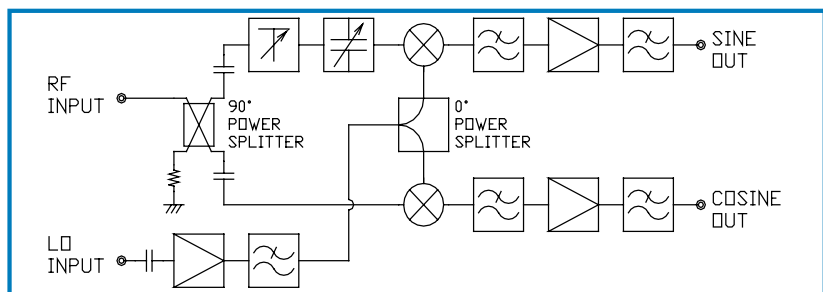 SINE
OUT
RF
INPUT
90°
POWER
SPLITTER
0°
POWER
SPLITTER
COSINE
OUT
LO
INPUT